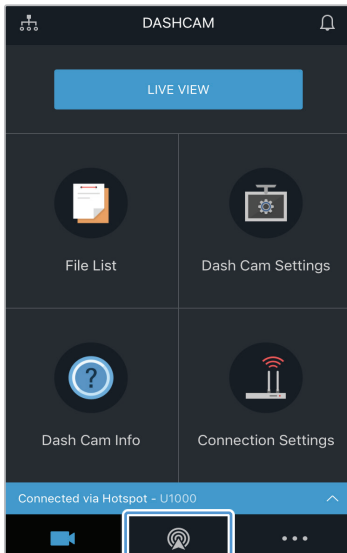 DASHCAM
LIVE VIEW
File List
Dash Cam Settings
?
Dash Cam Info
Connection Settings
Connected via Hotspot - U1000